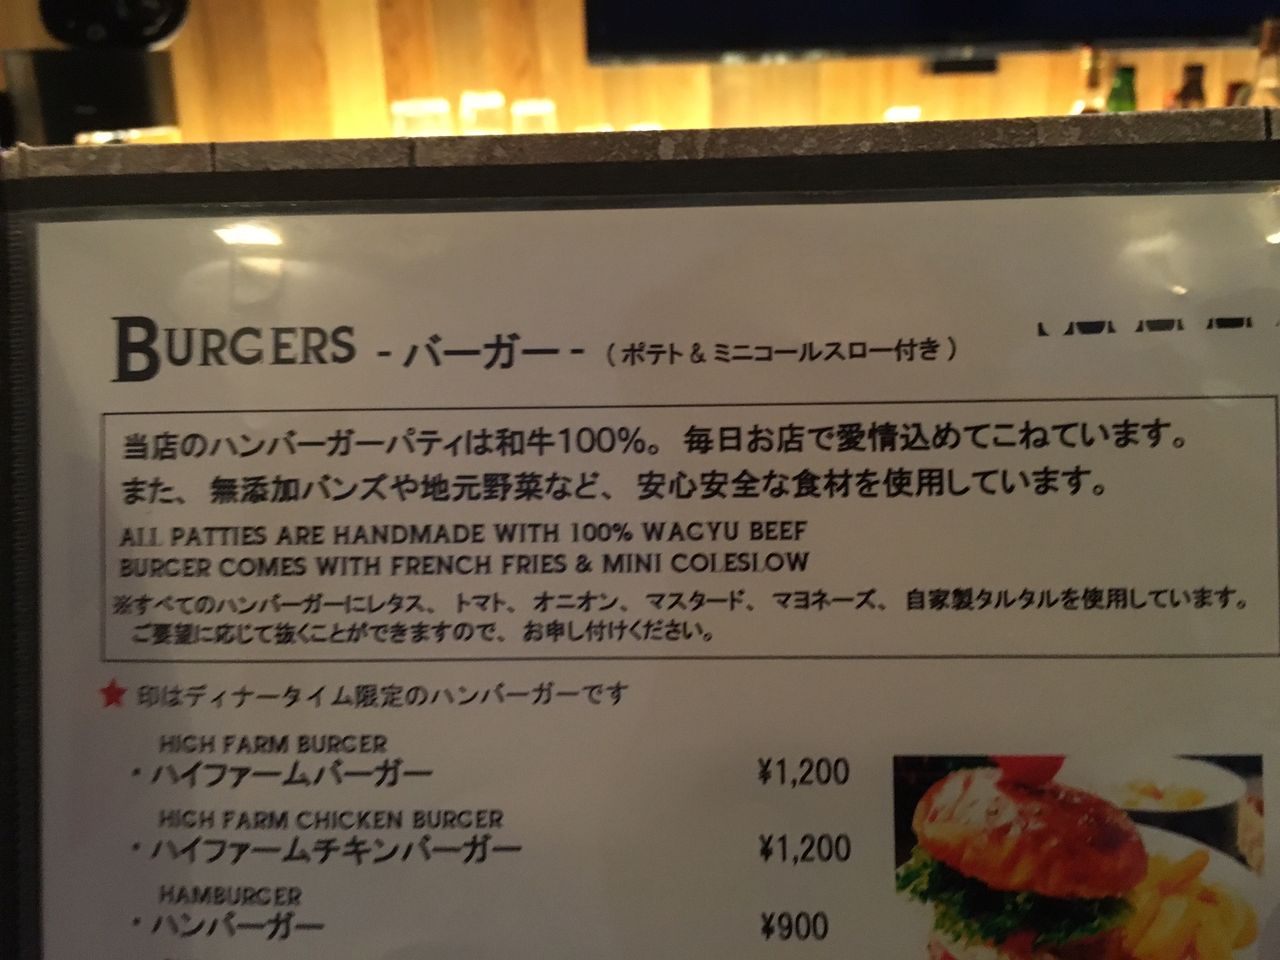 BURGERS - バーガー - (ポテト & ミニコールスロー付き)
当店のハンバーガーパティは和牛100%。毎日お店で愛情込めてこねています。
また、無添加バンズや地元野菜など、安心安全な食材を使用しています。
ALL PATTIES ARE HANDMADE WITH 100% WAGYU BEEF
BURGER COMES WITH FRENCH FRIES & MINI COLESLOW
※すべてのハンバーガーにレタス、トマト、オニオン、マスタード、マヨネーズ、自家製タルタルを使用しています。
ご要望に応じて抜くことができますので、お申し付けください。
★ 印はディナータイム限定のハンバーガーです
HIGH FARM BURGER
・ハイファームバーガー ¥1,200
HIGH FARM CHICKEN BURGER
・ハイファームチキンバーガー ¥1,200
HAMBURGER
・ハンバーガー ¥900